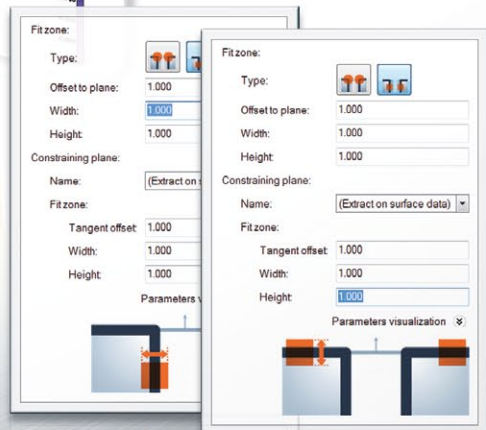 Fit zone:
Type:
Offset to plane: 1.000
Width: 1.000
Height: 1.000
Constraining plane:
Name: (Extract on
Fit zone:
Tangent offset: 1.000
Width: 1.000
Height: 1.000
Parameters
Fit zone:
Type:
Offset to plane: 1.000
Width: 1.000
Height: 1.000
Constraining plane:
Name: (Extract on surface data)
Fit zone:
Tangent offset: 1.000
Width: 1.000
Height: 1.000
Parameters visualization